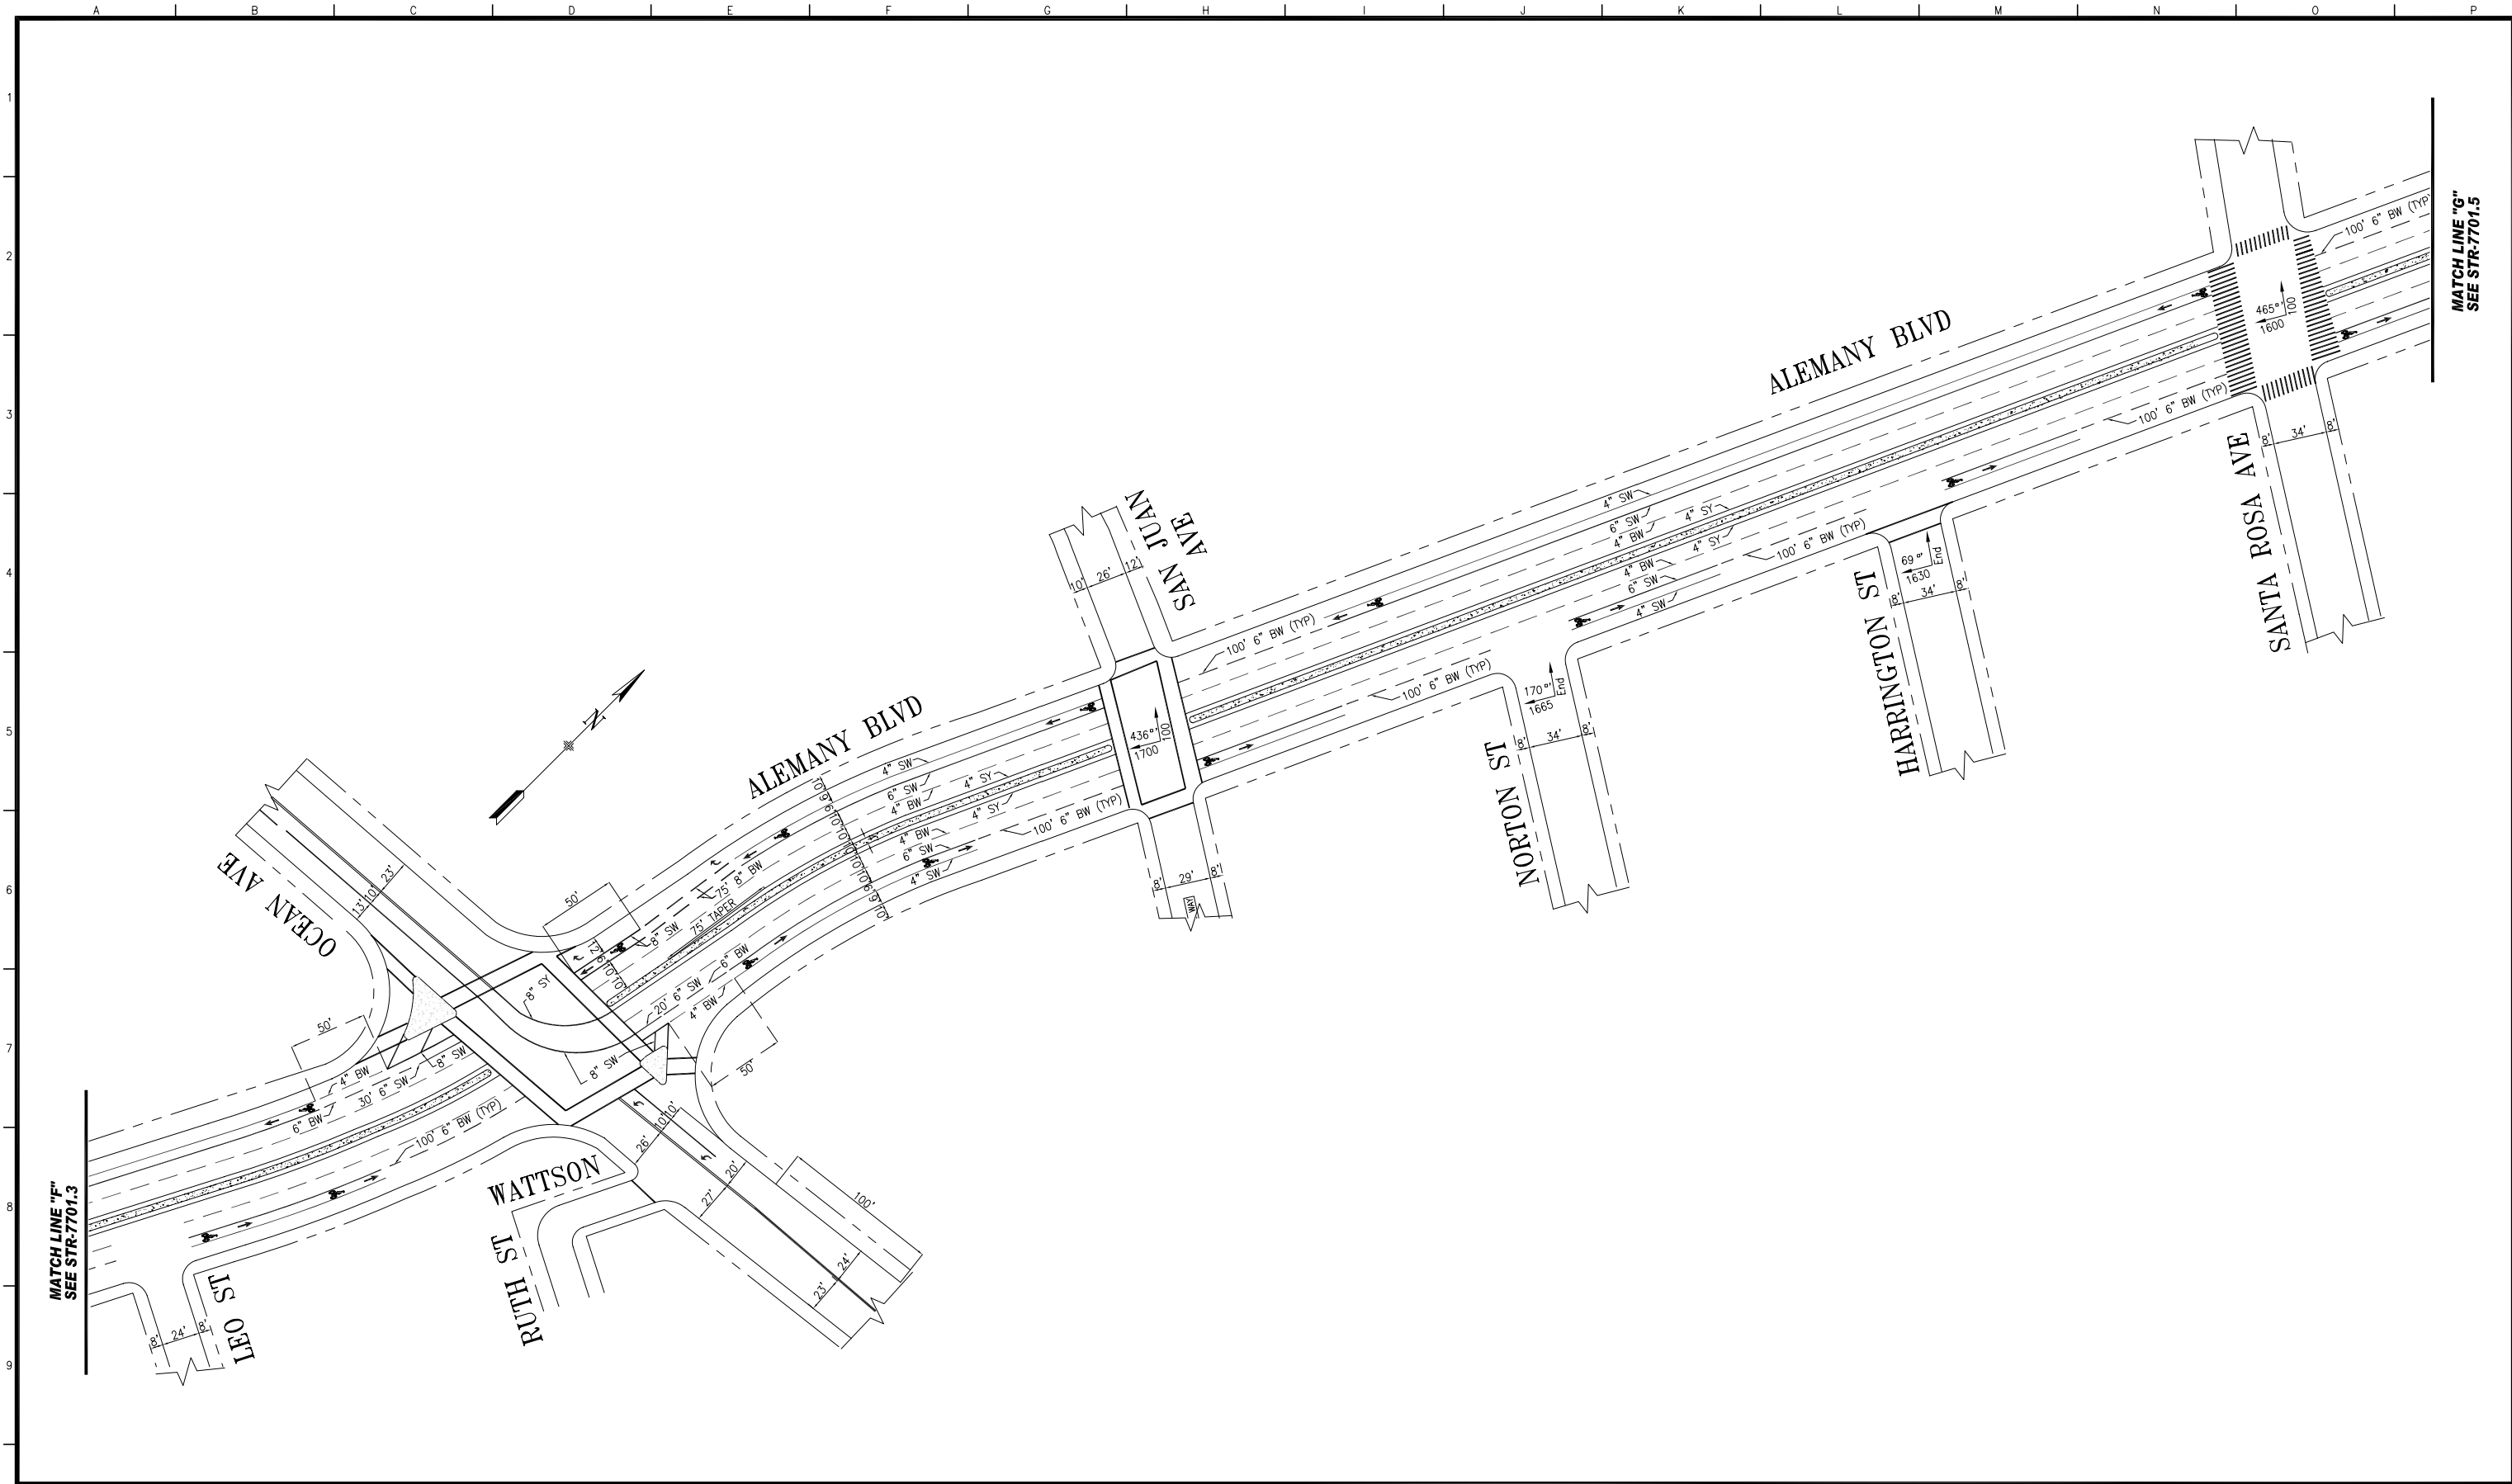 A B C D E F G H I J K L M N O P
1
2
3
4
5
6
7
8
9
MATCH LINE "F"
SEE STR-7701.3
MATCH LINE "G"
SEE STR-7701.5
ALEMANY BLVD
ALEMANY BLVD
OCEAN AVE
SAN JUAN
AVE
NORTON ST
HARRINGTON ST
SANTA ROSA AVE
LEO ST
RUTH ST
WATTSON
N
100' 6" BW (TYP)
465°'
100
1600
100' 6" BW (TYP)
8'
34'
8'
4" SW
6" SW
4" BW
4" SY
4" SY
4" BW
6" SW
4" SW
100' 6" BW (TYP)
69°'
End
1630
8'
34'
8'
10'
26'
12'
100' 6" BW (TYP)
100' 6" BW (TYP)
170°'
End
1665
8'
34'
8'
436°'
100
1700
8'
29'
8'
WAY
4" SW
6" SW
4" BW
4" SY
4" SY
4" BW
6" SW
4" SW
100' 6" BW (TYP)
75' 8" BW
75' TAPER
8" SW
50'
12'
6'
10'
10'
13'
10'
23'
8" SY
8" SW
20' 6" SW
6" BW
4" BW
50'
50'
4" BW
30' 6" SW
8" SW
6" BW
100' 6" BW (TYP)
26'
10'
10'
27'
20'
100'
23'
24'
8'
24'
8'